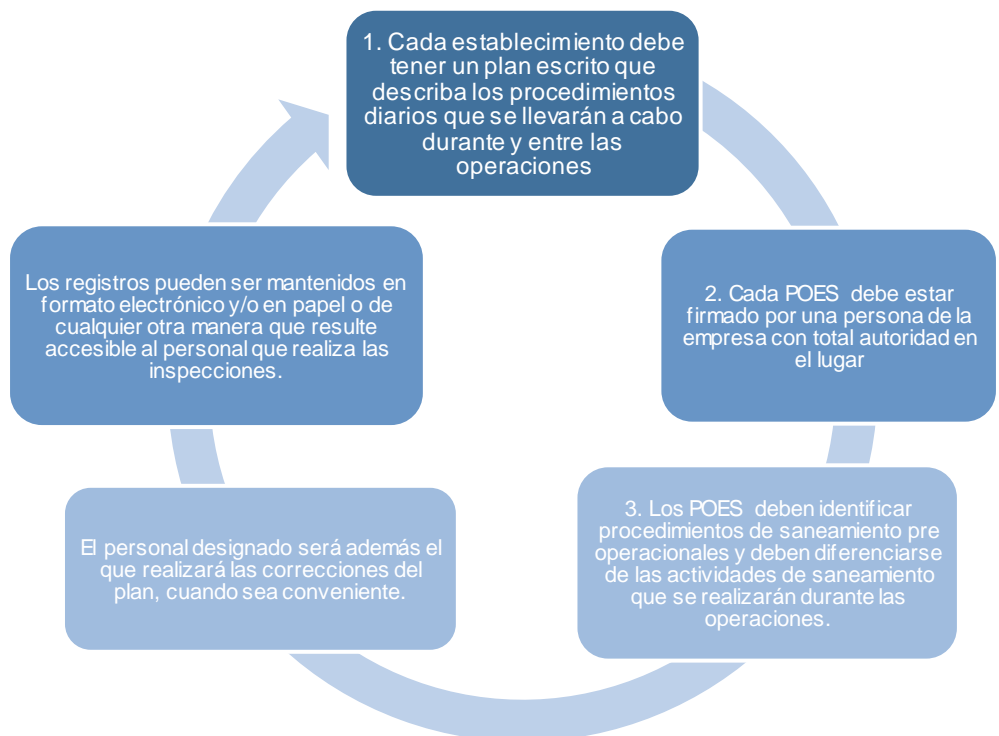 1. Cada establecimiento debe
tener un plan escrito que
describa los procedimientos
diarios que se llevarán a cabo
durante y entre las
operaciones
2. Cada POES debe estar
firmado por una persona de la
empresa con total autoridad en
el lugar
3. Los POES deben identificar
procedimientos de saneamiento pre
operacionales y deben diferenciarse
de las actividades de saneamiento
que se realizarán durante las
operaciones.
El personal designado será además el
que realizará las correcciones del
plan, cuando sea conveniente.
Los registros pueden ser mantenidos en
formato electrónico y/o en papel o de
cualquier otra manera que resulte
accesible al personal que realiza las
inspecciones.